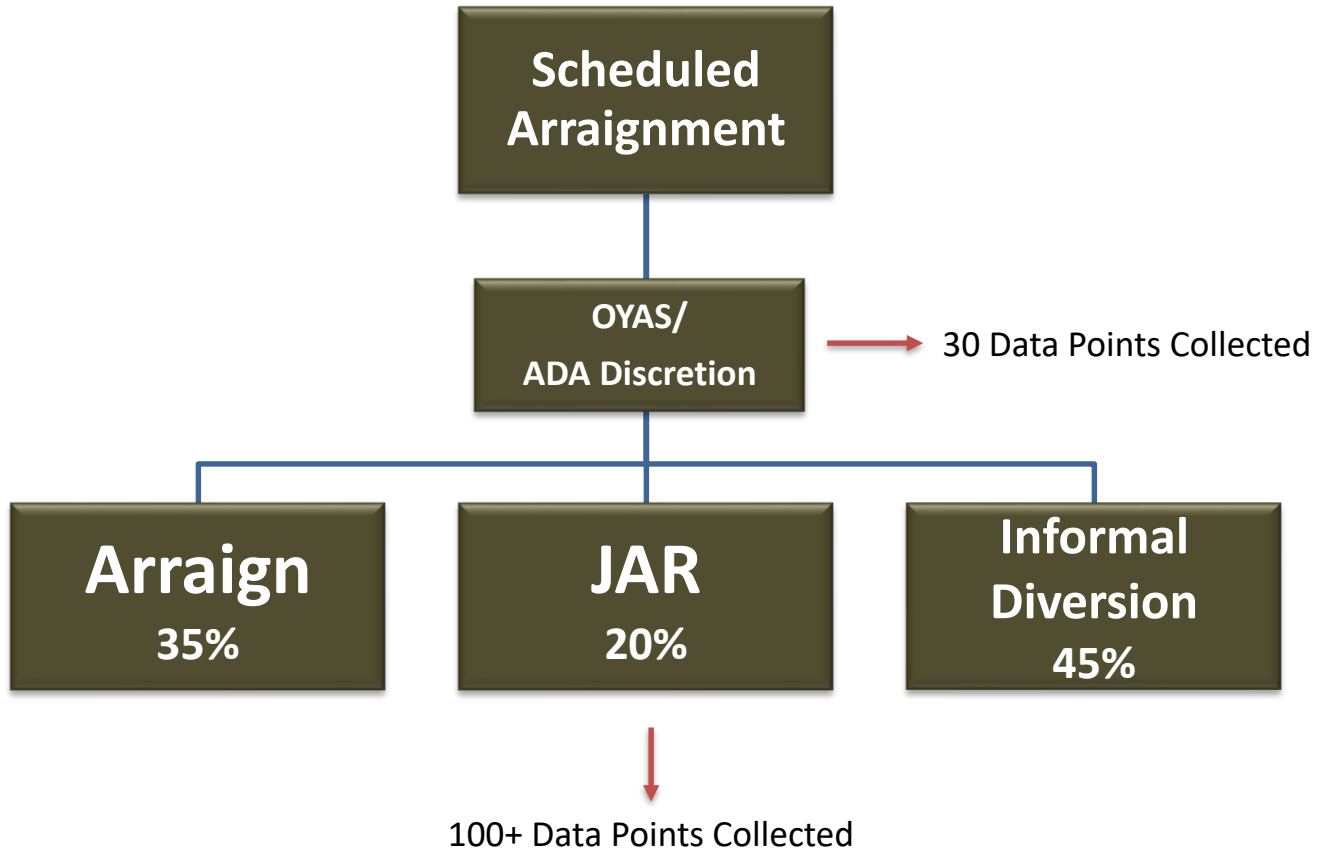 Scheduled
Arraignment
OYAS/
ADA Discretion
30 Data Points Collected
Arraign
35%
JAR
20%
Informal
Diversion
45%
100+ Data Points Collected